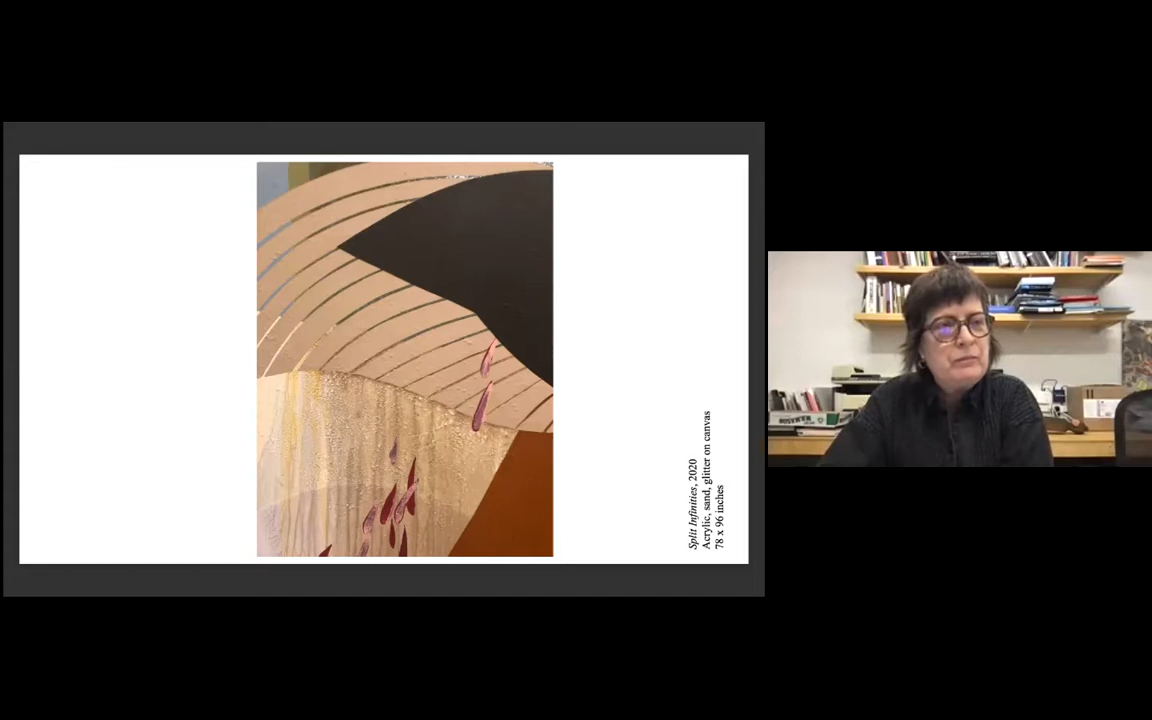 Split Infinities, 2020
Acrylic, sand, glitter on canvas
78 x 96 inches